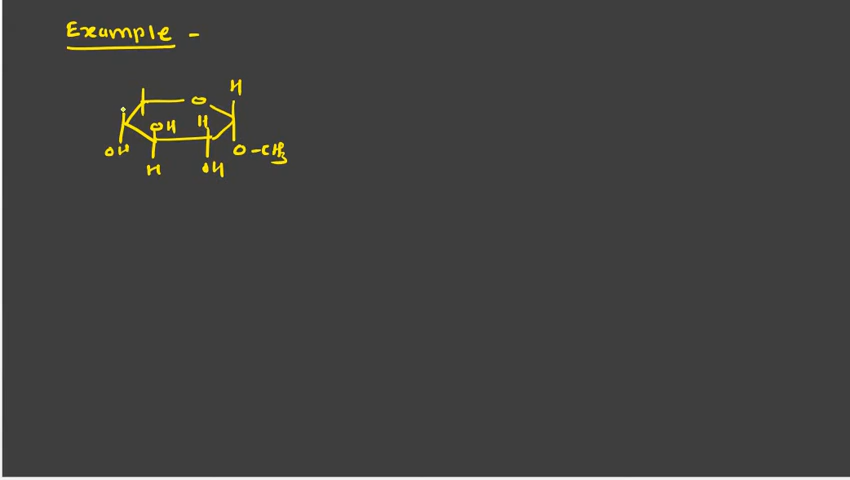 Example -
H
O
OH H
OH O-CH3
H OH